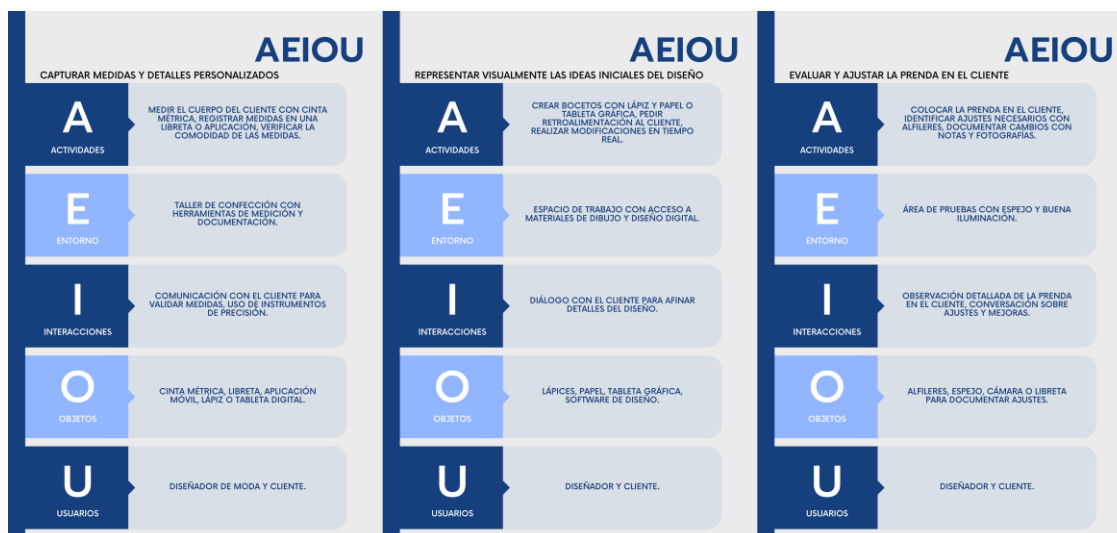 AEIOU
CAPTURAR MEDIDAS Y DETALLES PERSONALIZADOS
A
ACTIVIDADES
MEDIR EL CUERPO DEL CLIENTE CON CINTA
MÉTRICA, REGISTRAR MEDIDAS EN UNA
LIBRETA O APLICACIÓN, VERIFICAR LA
COMODIDAD DE LAS MEDIDAS.
E
ENTORNO
TALLER DE CONFECCIÓN CON
HERRAMIENTAS DE MEDICIÓN Y
DOCUMENTACIÓN.
I
INTERACCIONES
COMUNICACIÓN CON EL CLIENTE PARA
VALIDAR MEDIDAS, USO DE INSTRUMENTOS
DE PRECISIÓN.
O
OBJETOS
CINTA MÉTRICA, LIBRETA, APLICACIÓN
MÓVIL, LÁPIZ O TABLETA DIGITAL.
U
USUARIOS
DISEÑADOR DE MODA Y CLIENTE.
AEIOU
REPRESENTAR VISUALMENTE LAS IDEAS INICIALES DEL DISEÑO
A
ACTIVIDADES
CREAR BOCETOS CON LÁPIZ Y PAPEL O
TABLETA GRÁFICA, PEDIR
RETROALIMENTACIÓN AL CLIENTE,
REALIZAR MODIFICACIONES EN TIEMPO
REAL.
E
ENTORNO
ESPACIO DE TRABAJO CON ACCESO A
MATERIALES DE DIBUJO Y DISEÑO DIGITAL.
I
INTERACCIONES
DIÁLOGO CON EL CLIENTE PARA AFINAR
DETALLES DEL DISEÑO.
O
OBJETOS
LÁPICES, PAPEL, TABLETA GRÁFICA,
SOFTWARE DE DISEÑO.
U
USUARIOS
DISEÑADOR Y CLIENTE.
AEIOU
EVALUAR Y AJUSTAR LA PRENDA EN EL CLIENTE
A
ACTIVIDADES
COLOCAR LA PRENDA EN EL CLIENTE,
IDENTIFICAR AJUSTES NECESARIOS CON
ALFILERES, DOCUMENTAR CAMBIOS CON
NOTAS Y FOTOGRAFÍAS.
E
ENTORNO
ÁREA DE PRUEBAS CON ESPEJO Y BUENA
ILUMINACIÓN.
I
INTERACCIONES
OBSERVACIÓN DETALLADA DE LA PRENDA
EN EL CLIENTE, CONVERSACIÓN SOBRE
AJUSTES Y MEJORAS.
O
OBJETOS
ALFILERES, ESPEJO, CÁMARA O LIBRETA
PARA DOCUMENTAR AJUSTES.
U
USUARIOS
DISEÑADOR Y CLIENTE.